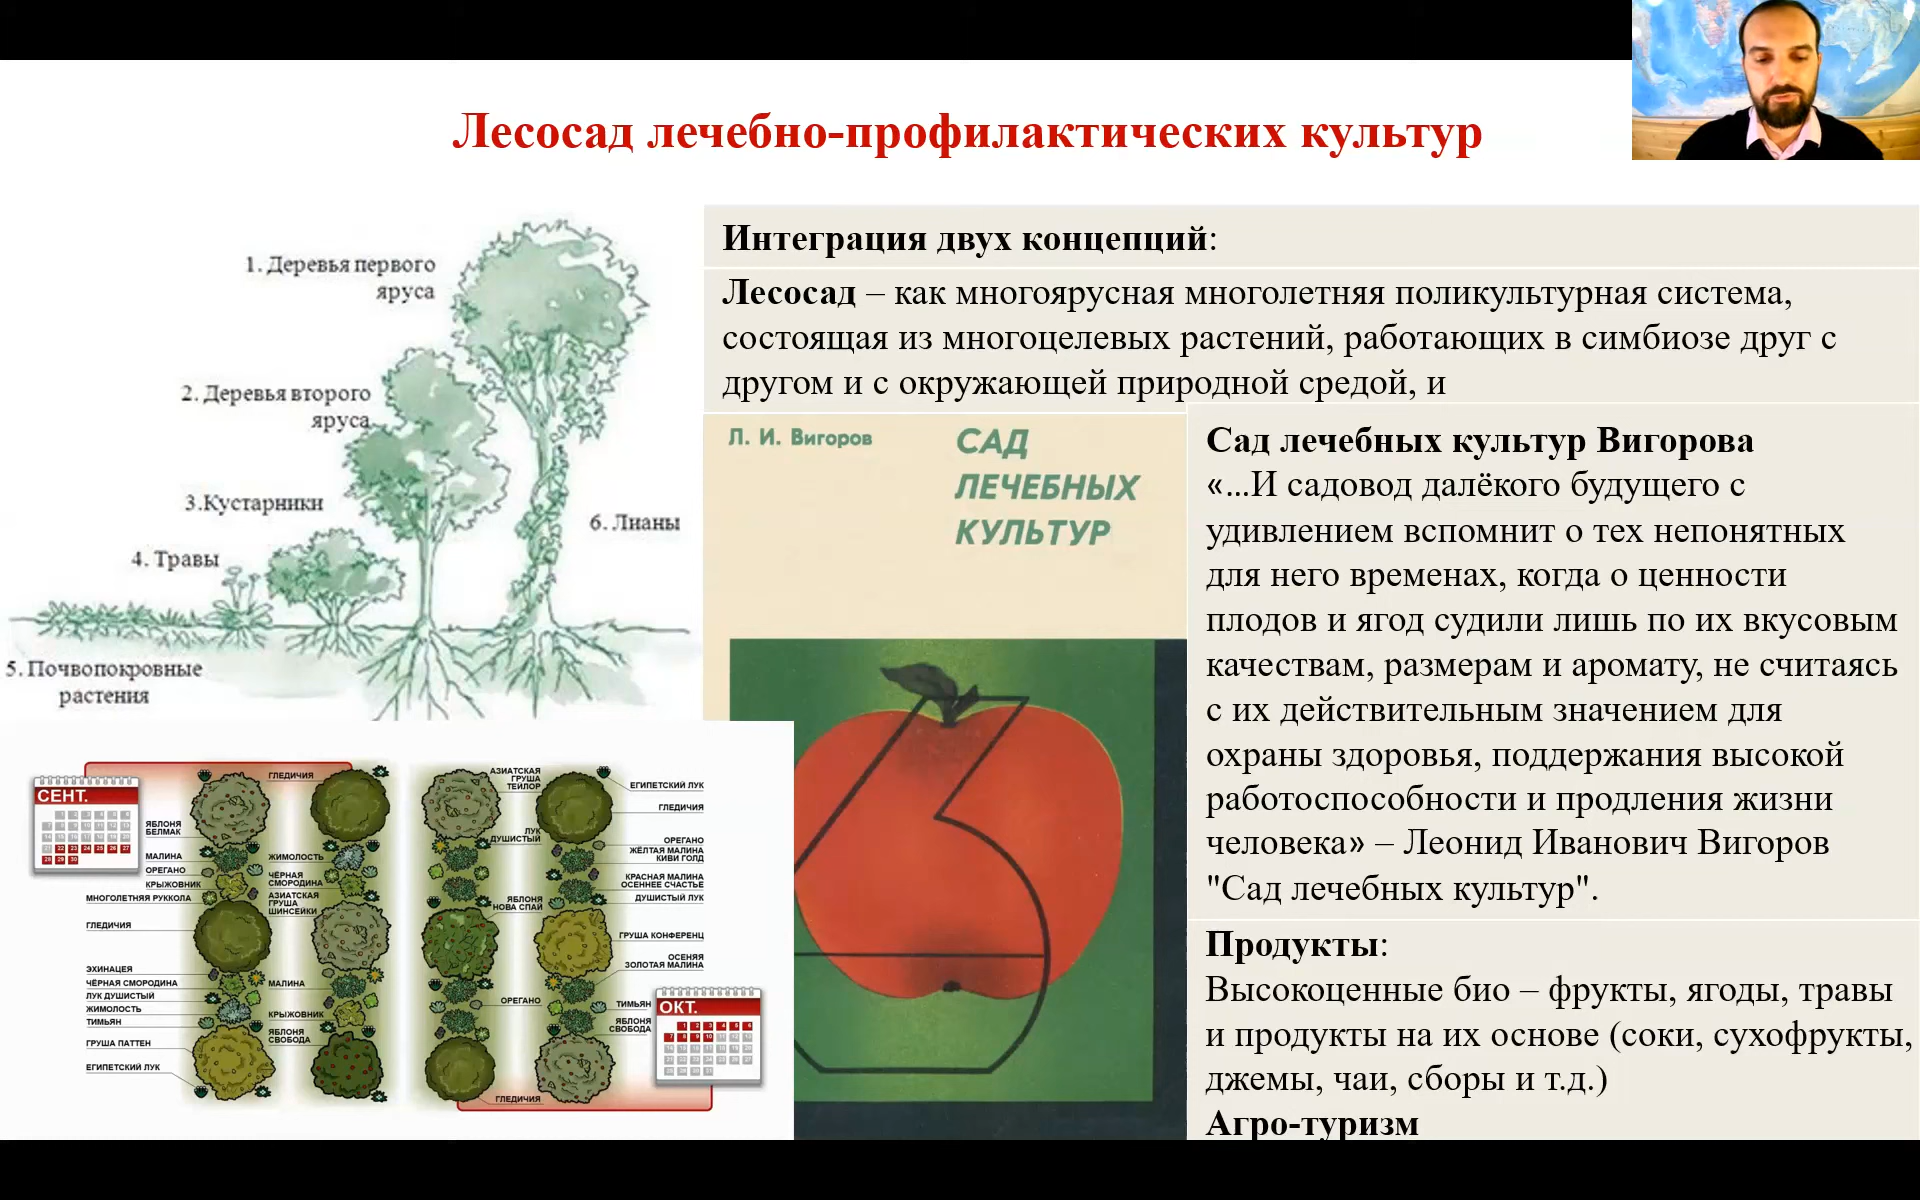 Лесосад лечебно-профилактических культур
1. Деревья первого
яруса
2. Деревья второго
яруса
3.Кустарники
4. Травы
6. Лианы
5. Почвопокровные
растения
Интеграция двух концепций:
Лесосад – как многоярусная многолетняя поликультурная система,
состоящая из многоцелевых растений, работающих в симбиозе друг с
другом и с окружающей природной средой, и
Л. И. Вигоров
САД
ЛЕЧЕБНЫХ
КУЛЬТУР
Сад лечебных культур Вигорова
«...И садовод далёкого будущего с
удивлением вспомнит о тех непонятных
для него временах, когда о ценности
плодов и ягод судили лишь по их вкусовым
качествам, размерам и аромату, не считаясь
с их действительным значением для
охраны здоровья, поддержания высокой
работоспособности и продления жизни
человека» – Леонид Иванович Вигоров
"Сад лечебных культур".
Продукты:
Высокоценные био – фрукты, ягоды, травы
и продукты на их основе (соки, сухофрукты,
джемы, чаи, сборы и т.д.)
Агро-туризм
СЕНТ.
ГЛЕДИЧИЯ
ЯБЛОНЯ
БЕЛМАК
МАЛИНА
ОРЕГАНО
КРЫЖОВНИК
МНОГОЛЕТНЯЯ РУККОЛА
ГЛЕДИЧИЯ
ЭХИНАЦЕЯ
ЧЁРНАЯ СМОРОДИНА
ЛУК ДУШИСТЫЙ
ЖИМОЛОСТЬ
ТИМЬЯН
ГРУША ПАТТЕН
ЕГИПЕТСКИЙ ЛУК
ЖИМОЛОСТЬ
ЧЁРНАЯ
СМОРОДИНА
АЗИАТСКАЯ
ГРУША
ШИНСЕЙКИ
МАЛИНА
КРЫЖОВНИК
ЯБЛОНЯ
СВОБОДА
АЗИАТСКАЯ
ГРУША
ТЕЙЛОР
ЛУК
ДУШИСТЫЙ
ЯБЛОНЯ
НОВА СПАЙ
ОРЕГАНО
ГЛЕДИЧИЯ
ЕГИПЕТСКИЙ ЛУК
ГЛЕДИЧИЯ
ОРЕГАНО
ЖЁЛТАЯ МАЛИНА
КИВИ ГОЛД
КРАСНАЯ МАЛИНА
ОСЕННЕЕ СЧАСТЬЕ
ДУШИСТЫЙ ЛУК
ГРУША КОНФЕРЕНЦ
ОСЕНЯЯ
ЗОЛОТАЯ МАЛИНА
ТИМЬЯН
ЯБЛОНЯ
СВОБОДА
ОКТ.